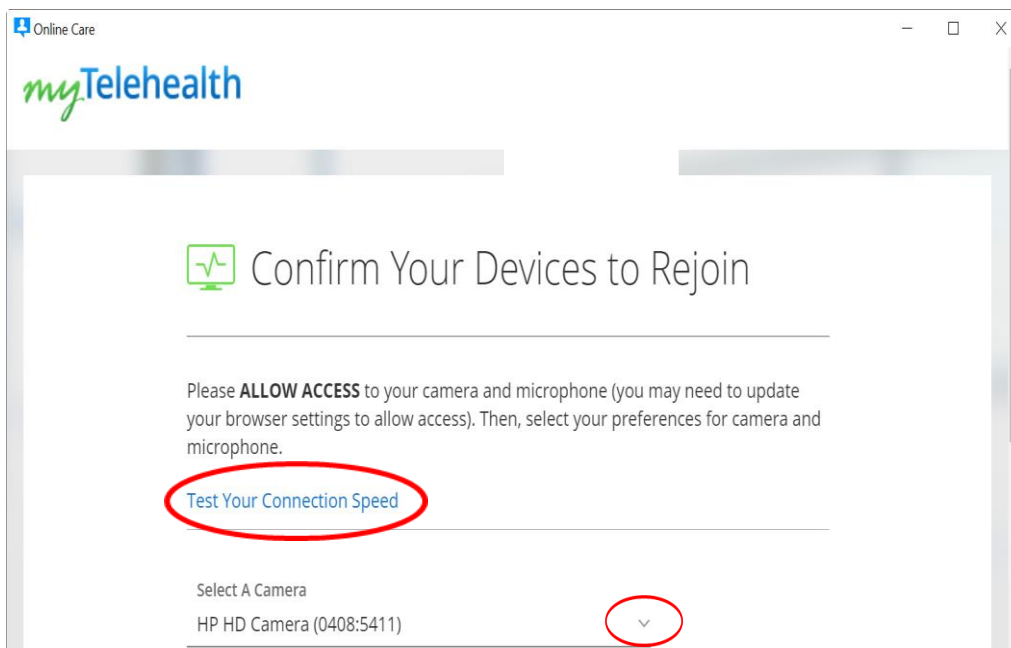 Online Care
myTelehealth
Confirm Your Devices to Rejoin
Please ALLOW ACCESS to your camera and microphone (you may need to update
your browser settings to allow access). Then, select your preferences for camera and
microphone.
Test Your Connection Speed
Select A Camera
HP HD Camera (0408:5411)